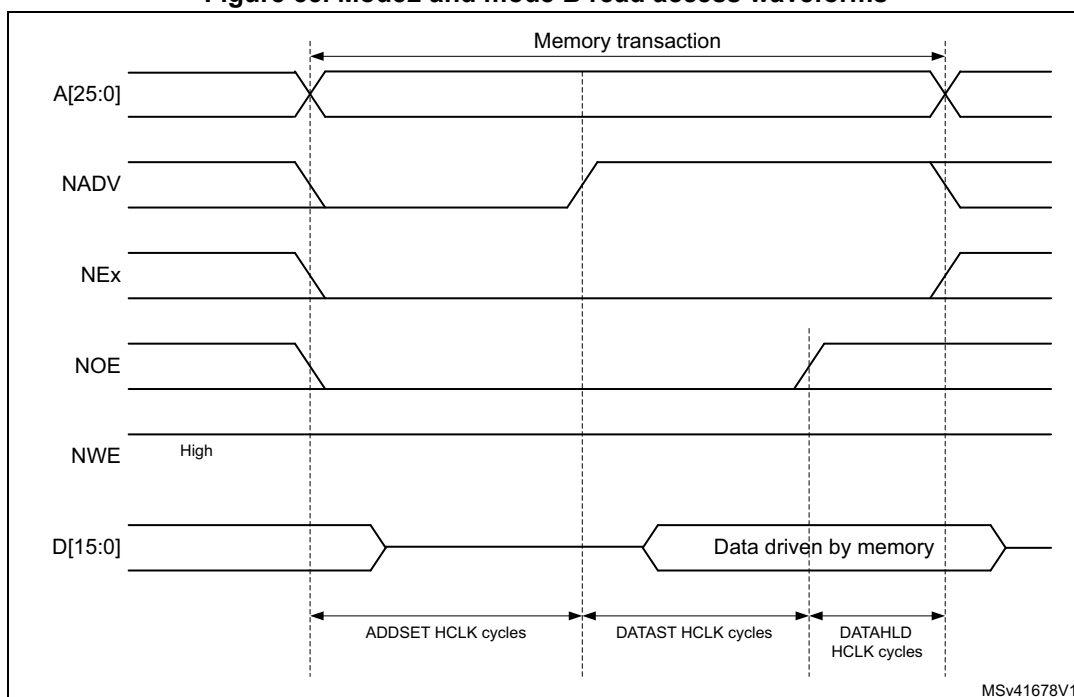 Memory transaction
A[25:0]
NADV
NEx
NOE
NWE
High
D[15:0]
Data driven by memory
ADDSET HCLK cycles
DATAST HCLK cycles
DATAHLD
HCLK cycles
MSv41678V1